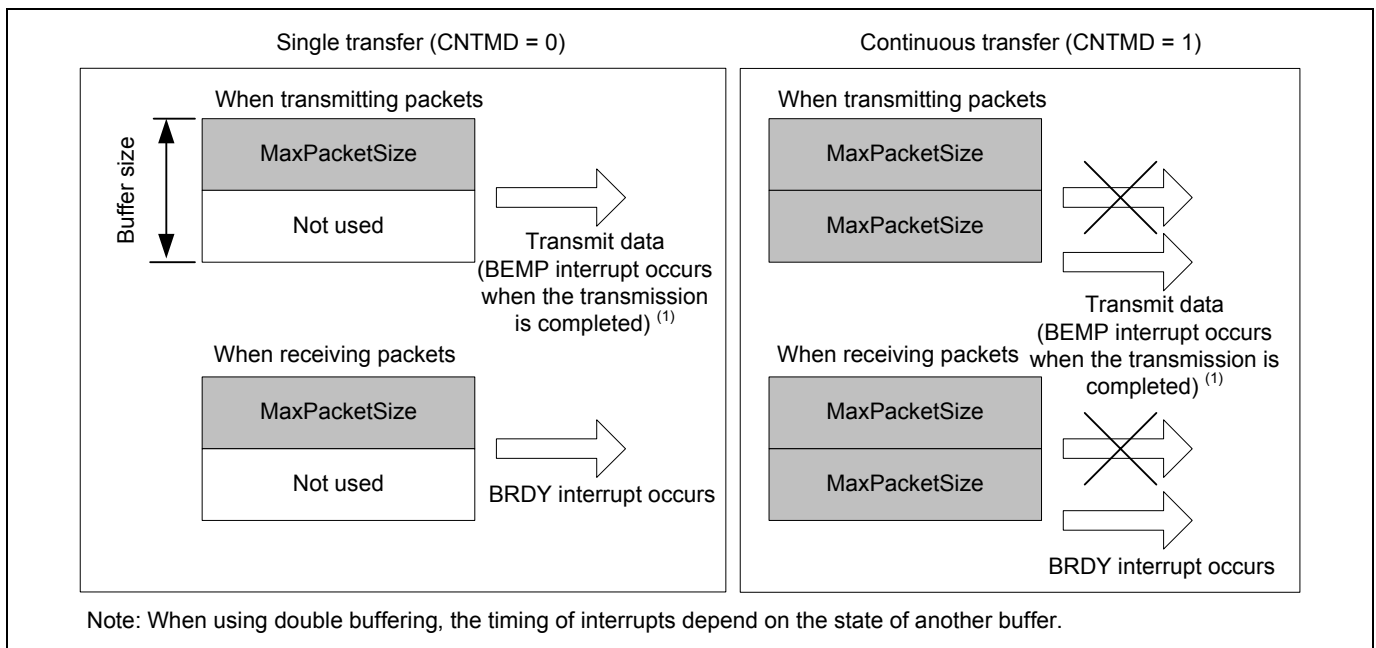 Single transfer (CNTMD = 0)
When transmitting packets
Buffer size
MaxPacketSize
Not used
Transmit data
(BEMP interrupt occurs
when the transmission
is completed) (1)
When receiving packets
MaxPacketSize
Not used
BRDY interrupt occurs
Continuous transfer (CNTMD = 1)
When transmitting packets
MaxPacketSize
MaxPacketSize
Transmit data
(BEMP interrupt occurs
when the transmission is
completed) (1)
When receiving packets
MaxPacketSize
MaxPacketSize
BRDY interrupt occurs
Note: When using double buffering, the timing of interrupts depend on the state of another buffer.